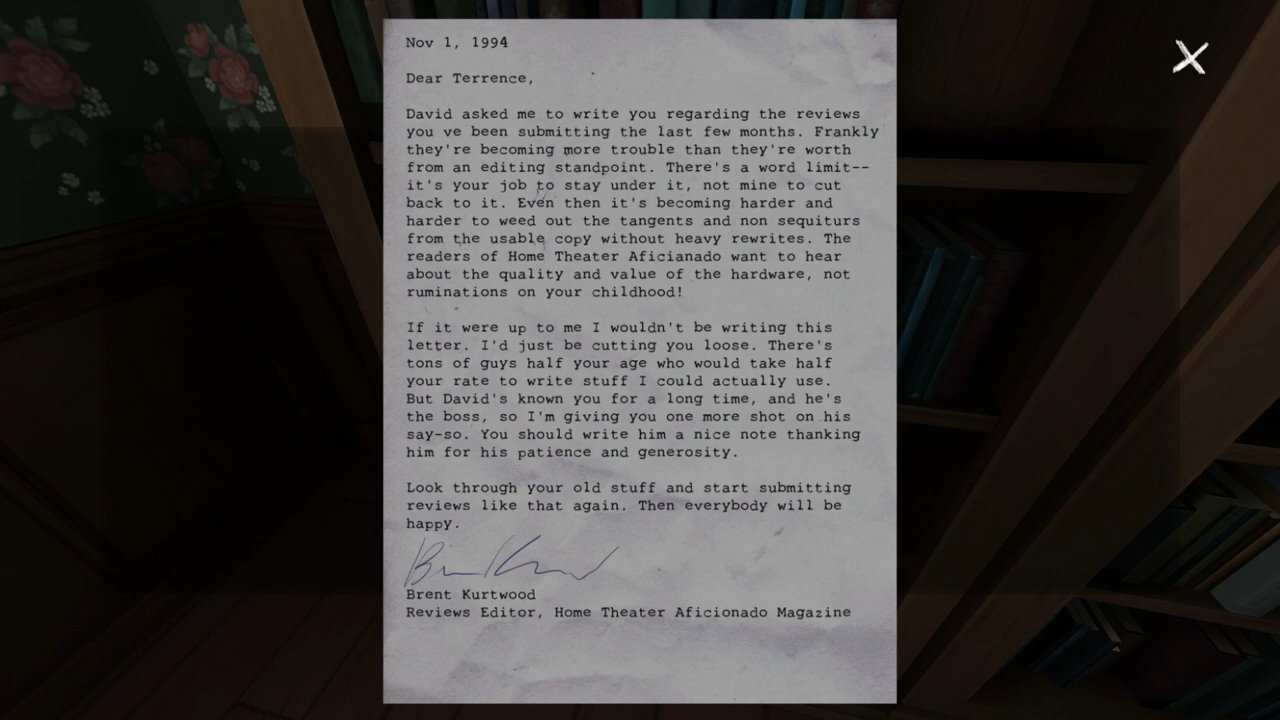 Nov 1, 1994
Dear Terrence,
David asked me to write you regarding the reviews
you ve been submitting the last few months. Frankly
they're becoming more trouble than they're worth
from an editing standpoint. There's a word limit--
it's your job to stay under it, not mine to cut
back to it. Even then it's becoming harder and
harder to weed out the tangents and non sequiturs
from the usable copy without heavy rewrites. The
readers of Home Theater Aficianado want to hear
about the quality and value of the hardware, not
ruminations on your childhood!
If it were up to me I wouldn't be writing this
letter. I'd just be cutting you loose. There's
tons of guys half your age who would take half
your rate to write stuff I could actually use.
But David's known you for a long time, and he's
the boss, so I'm giving you one more shot on his
say-so. You should write him a nice note thanking
him for his patience and generosity.
Look through your old stuff and start submitting
reviews like that again. Then everybody will be
happy.
Brent Kurtwood
Reviews Editor, Home Theater Aficionado Magazine